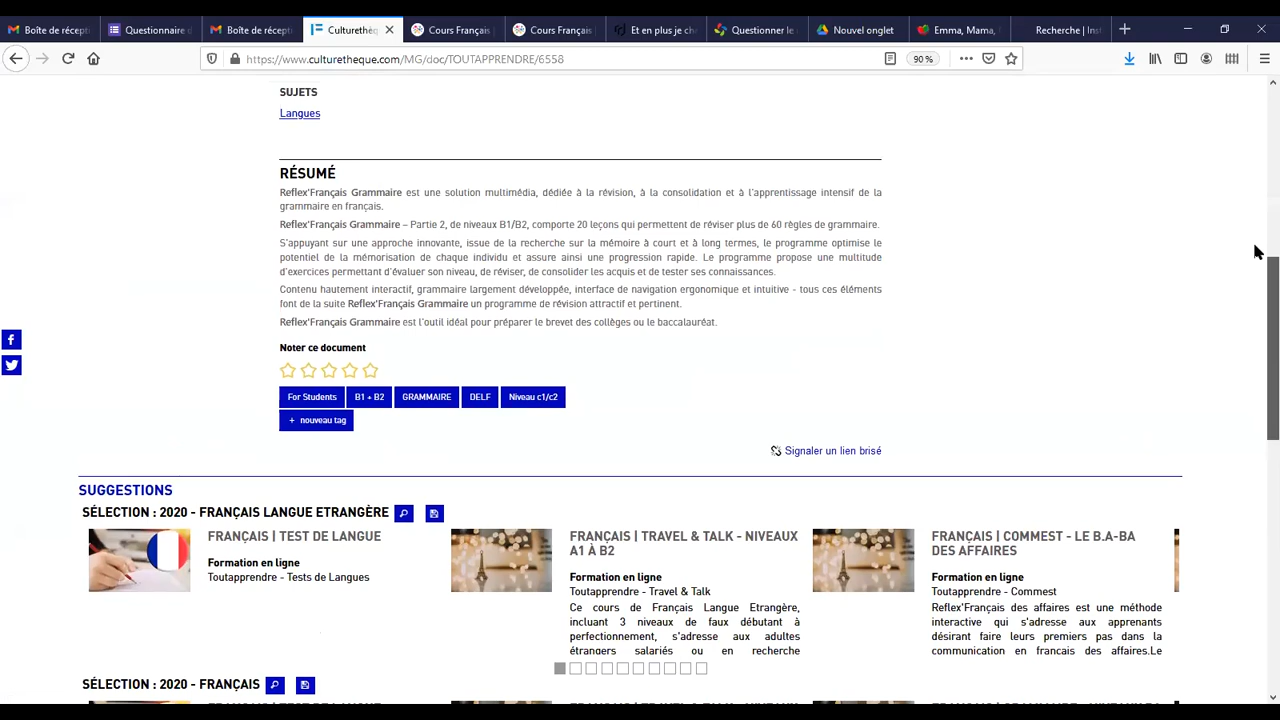 Boîte de récepti
Questionnaire d
Boîte de récepti
Culturethèq
Cours Français
Cours Français
Et en plus je ch
Questionner le
Nouvel onglet
Emma, Mama,
Recherche | Inst
https://www.culturetheque.com/MG/doc/TOUTAPPRENDRE/6558
90 %
SUJETS
Langues
RÉSUMÉ
Reflex'Français Grammaire est une solution multimédia, dédiée à la révision, à la consolidation et à l'apprentissage intensif de la
grammaire en français.
Reflex'Français Grammaire – Partie 2, de niveaux B1/B2, comporte 20 leçons qui permettent de réviser plus de 60 règles de grammaire.
S'appuyant sur une approche innovante, issue de la recherche sur la mémoire à court et à long termes, le programme optimise le
potentiel de la mémorisation de chaque individu et assure ainsi une progression rapide. Le programme propose une multitude
d'exercices permettant d'évaluer son niveau, de réviser, de consolider les acquis et de tester ses connaissances.
Contenu hautement interactif, grammaire largement développée, interface de navigation ergonomique et intuitive - tous ces éléments
font de la suite Reflex'Français Grammaire un programme de révision attractif et pertinent.
Reflex'Français Grammaire est l'outil idéal pour préparer le brevet des collèges ou le baccalauréat.
Noter ce document
For Students
B1 + B2
GRAMMAIRE
DELF
Niveau c1/c2
+ nouveau tag
Signaler un lien brisé
SUGGESTIONS
SÉLECTION : 2020 - FRANÇAIS LANGUE ETRANGÈRE
FRANÇAIS | TEST DE LANGUE
Formation en ligne
Toutapprendre - Tests de Langues
FRANÇAIS | TRAVEL & TALK - NIVEAUX
A1 À B2
Formation en ligne
Toutapprendre - Travel & Talk
Ce cours de Français Langue Etrangère,
incluant 3 niveaux de faux débutant à
perfectionnement, s'adresse aux adultes
étrangers salariés ou en recherche
FRANÇAIS | COMMEST - LE B.A-BA
DES AFFAIRES
Formation en ligne
Toutapprendre - Commest
Reflex'Français des affaires est une méthode
interactive qui s'adresse aux apprenants
désirant faire leurs premiers pas dans la
communication en français des affaires.Le
SÉLECTION : 2020 - FRANÇAIS